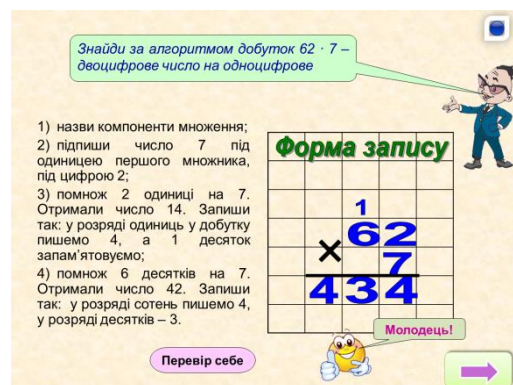 Знайди за алгоритмом добуток 62 · 7 –
двоцифрове число на одноцифрове
1) назви компоненти множення;
2) підпиши число 7 під
одиницею першого множника,
під цифрою 2;
3) помнож 2 одиниці на 7.
Отримали число 14. Запиши
так: у розряді одиниць у добутку
пишемо 4, а 1 десяток
запам’ятовуємо;
4) помнож 6 десятків на 7.
Отримали число 42. Запиши
так: у розряді сотень пишемо 4,
у розряді десятків – 3.
Форма запису
1
62
×
7
434
Молодець!
Перевір себе